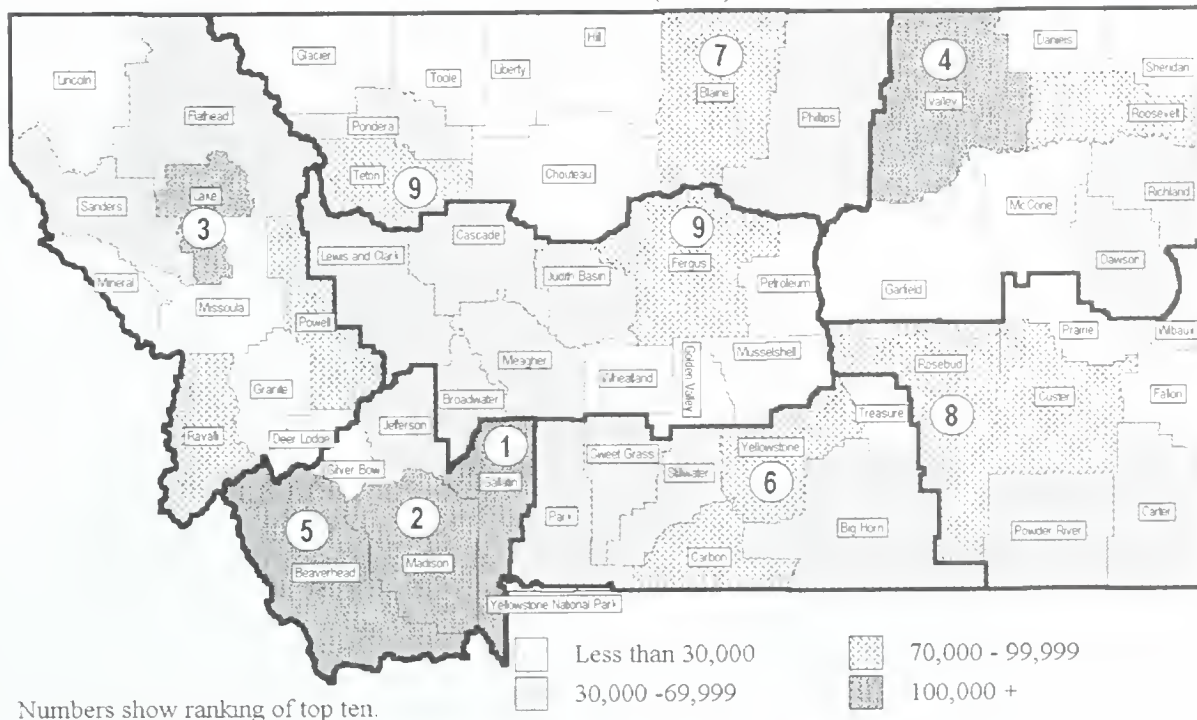 Hill
Glacier
7
4
Daniels
Toole
Liberty
Sheridan
Lincoln
Blaine
Valley
Flathead
Roosevelt
Pondera
Phillips
Teton
9
Chouteau
Lake
Richland
Sanders
3
Mc Cone
9
Cascade
Lewis and Clark
Fergus
Dawson
Judith Basin
Mineral
Petroleum
Garfield
Missoula
Powell
Prairie
Wibaux
Musselshell
Meagher
Golden Valley
Rosebud
Wheatland
Granite
Custer
Fallon
Broadwater
Treasure
8
Jefferson
1
Ravalli
Deer Lodge
Yellowstone
Sweet Grass
Silver Bow
Stillwater
Gallatin
6
Carter
2
Park
5
Big Horn
Powder River
Carbon
Madison
Beaverhead
Yellowstone National Park
Less than 30,000
70,000 - 99,999
30,000 -69,999
100,000 +
Numbers show ranking of top ten.